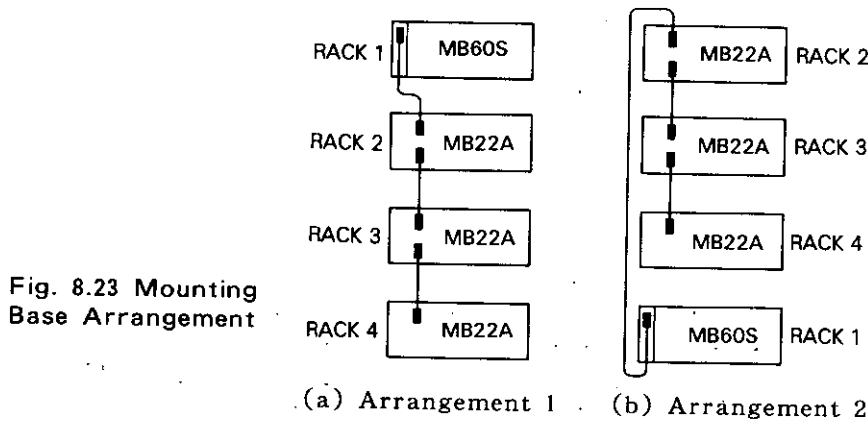 RACK 1 MB60S
RACK 2 MB22A
RACK 3 MB22A
RACK 4 MB22A
MB22A RACK 2
MB22A RACK 3
MB22A RACK 4
MB60S RACK 1
Fig. 8.23 Mounting
Base Arrangement
(a) Arrangement 1
(b) Arrangement 2